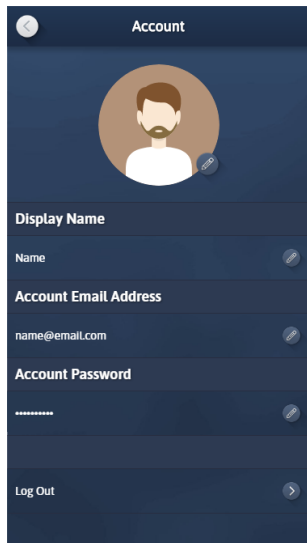 Account
Display Name
Name
Account Email Address
name@email.com
Account Password
••••••••••
Log Out